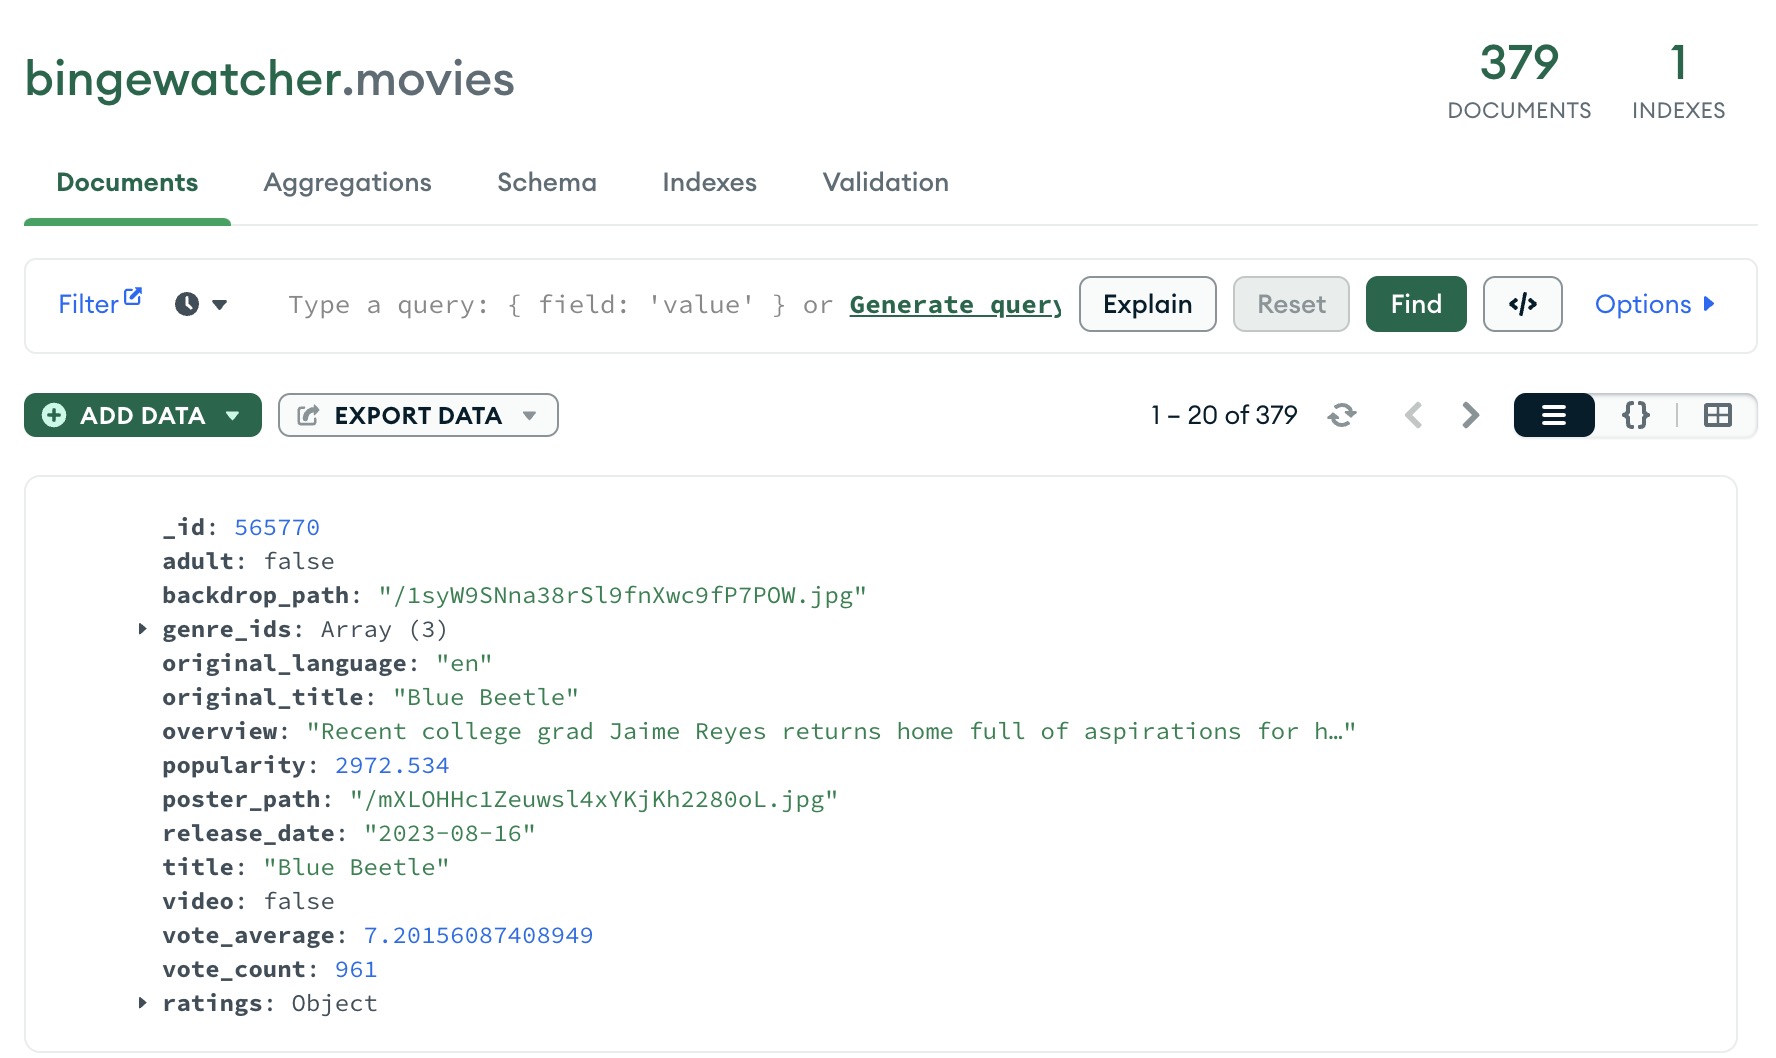 bingewatcher.movies
379
DOCUMENTS
1
INDEXES
Documents Aggregations Schema Indexes Validation
Filter Type a query: { field: 'value' } or Generate query Explain Reset Find </> Options
ADD DATA EXPORT DATA 1 – 20 of 379 {}
_id: 565770
adult: false
backdrop_path: "/1syW9SNna38rSl9fnXwc9fP7POW.jpg"
genre_ids: Array (3)
original_language: "en"
original_title: "Blue Beetle"
overview: "Recent college grad Jaime Reyes returns home full of aspirations for h…"
popularity: 2972.534
poster_path: "/mXLOHHc1Zeuwsl4xYKjKh2280oL.jpg"
release_date: "2023-08-16"
title: "Blue Beetle"
video: false
vote_average: 7.20156087408949
vote_count: 961
ratings: Object